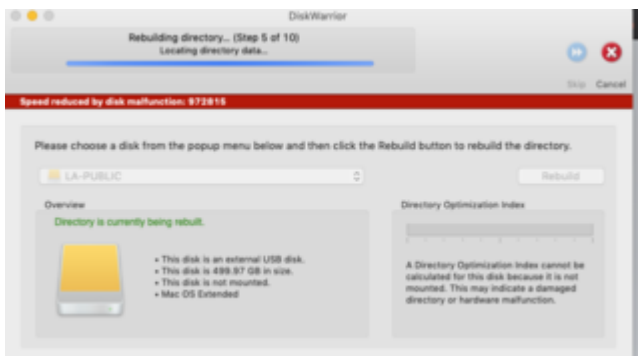 DiskWarrior
Rebuilding directory... (Step 5 of 10)
Locating directory data...
Skip
Cancel
Speed reduced by disk malfunction: 972815
Please choose a disk from the popup menu below and then click the Rebuild button to rebuild the directory.
LA-PUBLIC
Rebuild
Overview
Directory is currently being rebuilt.
• This disk is an external USB disk.
• This disk is 499.97 GB in size.
• This disk is not mounted.
• Mac OS Extended
Directory Optimization Index
A Directory Optimization Index cannot be
calculated for this disk because it is not
mounted. This may indicate a damaged
directory or hardware malfunction.